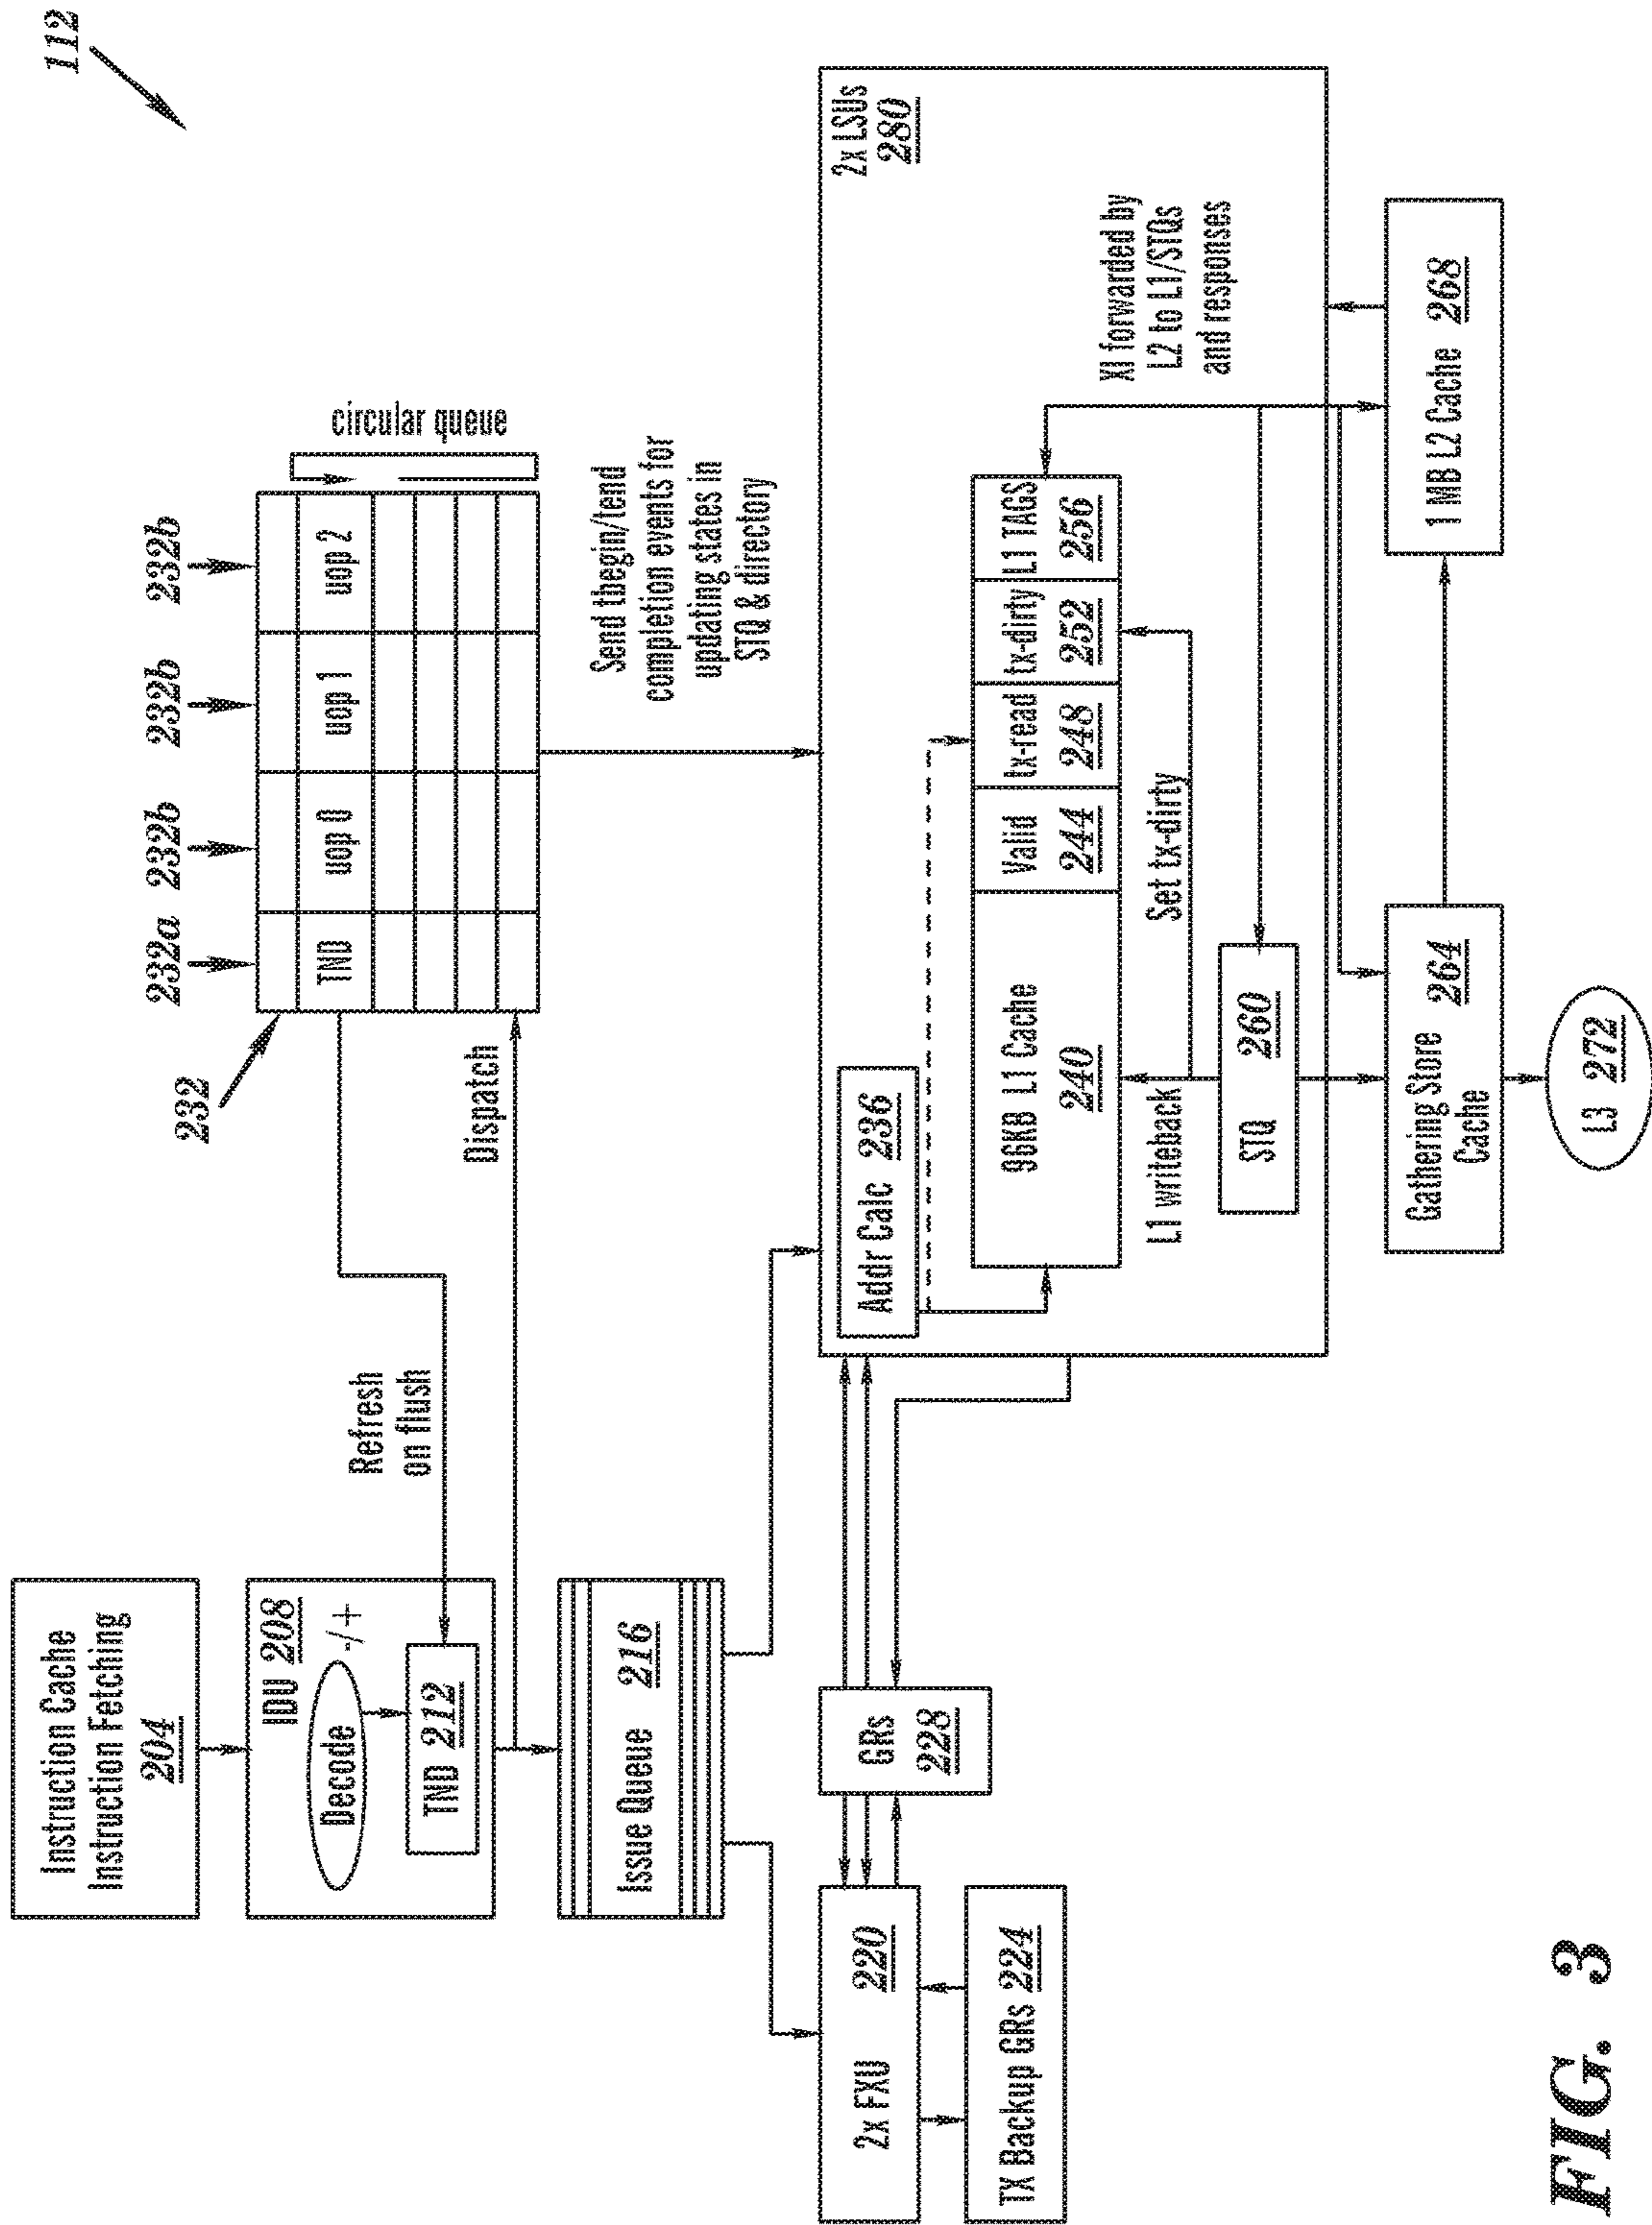 112
Instruction Cache
Instruction Fetching
204
IDU 208
Decode
-/+
TND 212
Refresh
on flush
Dispatch
232
232a
232b
232b
232b
TND
uop 0
uop 1
uop 2
circular queue
Issue Queue 216
Send tbegin/tend
completion events for
updating states in
STQ & directory
2x FXU 220
TX Backup GRs 224
GRs
228
2x LSUs
280
Addr Calc 236
96KB L1 Cache
240
Valid
244
tx-read
248
tx-dirty
252
L1 TAGS
256
L1 writeback
Set tx-dirty
STQ 260
XI forwarded by
L2 to L1/STQs
and responses
Gathering Store
Cache 264
1 MB L2 Cache 268
L3 272
FIG. 3